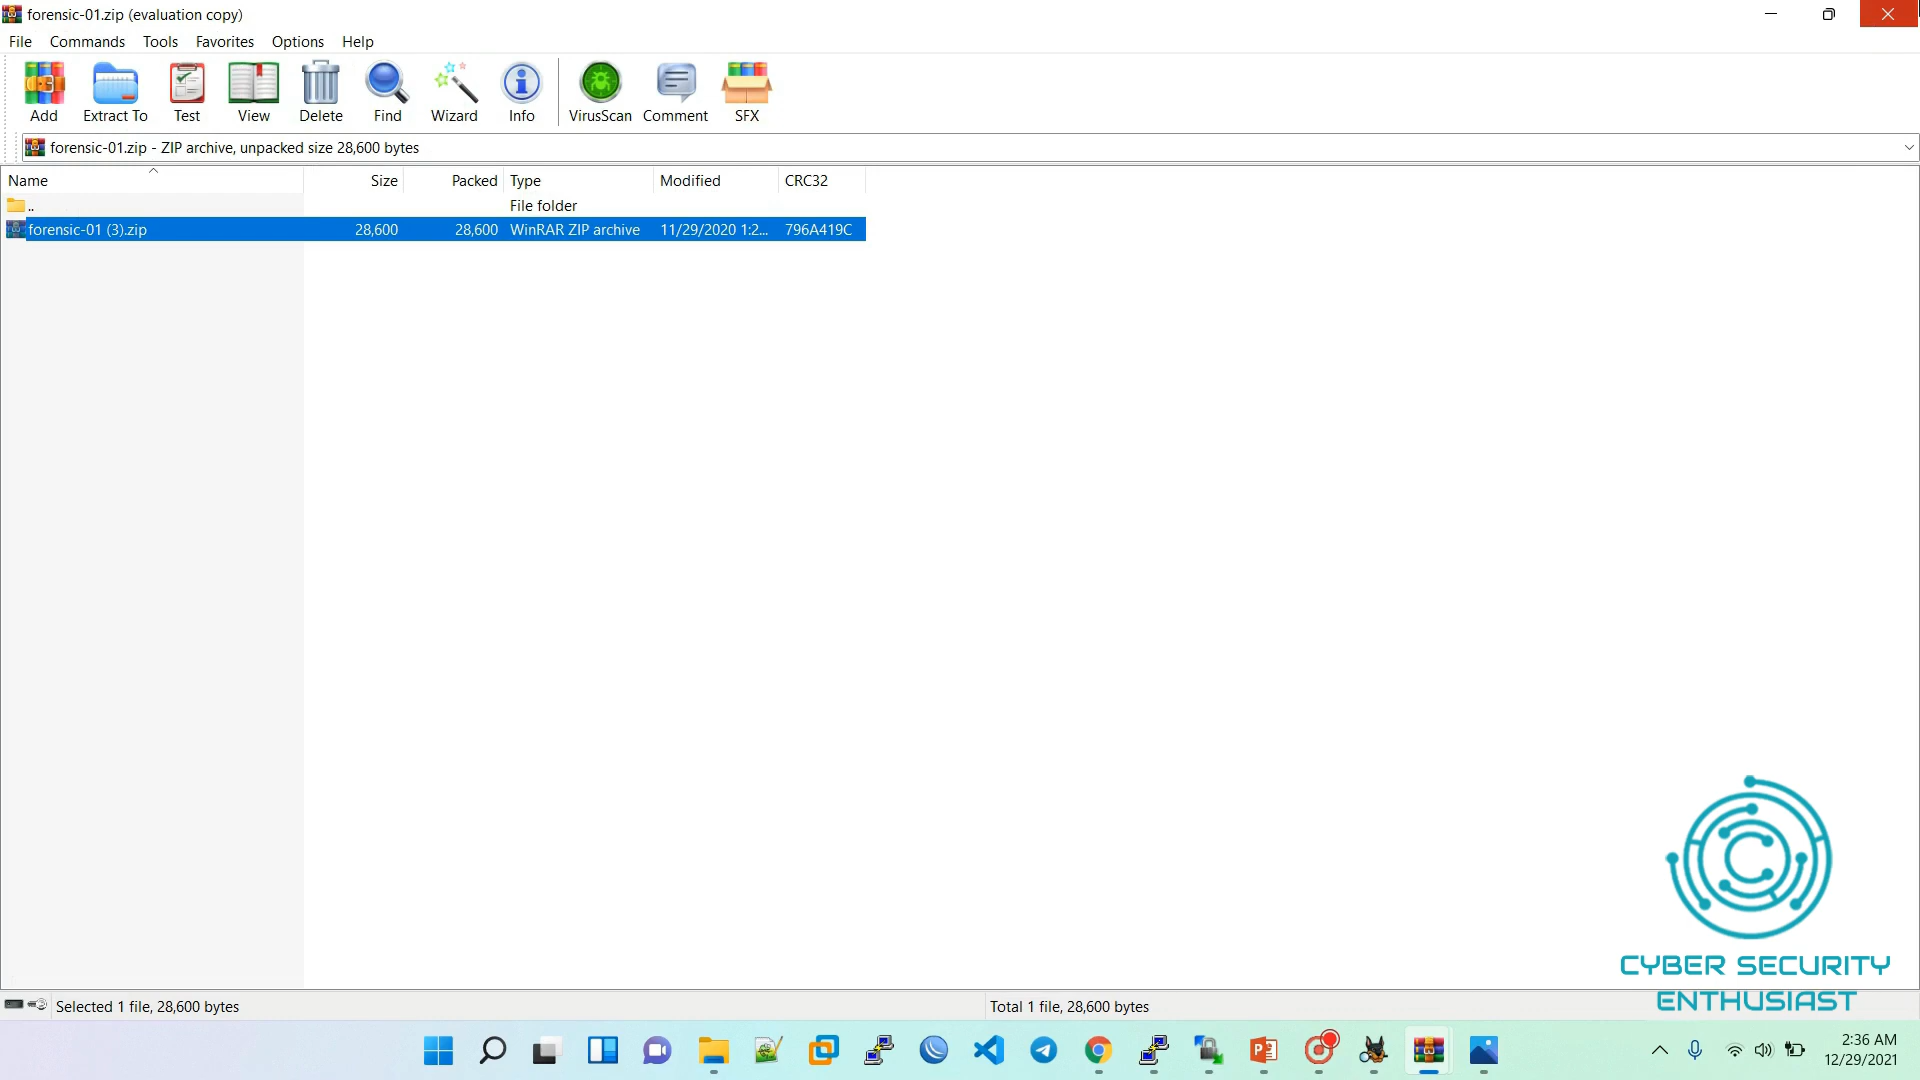 forensic-01.zip (evaluation copy)
File Commands Tools Favorites Options Help
Add Extract To Test View Delete Find Wizard Info VirusScan Comment SFX
forensic-01.zip - ZIP archive, unpacked size 28,600 bytes
Name Size Packed Type Modified CRC32
.. File folder
forensic-01 (3).zip 28,600 28,600 WinRAR ZIP archive 11/29/2020 1:2... 796A419C
CYBER SECURITY
ENTHUSIAST
Selected 1 file, 28,600 bytes Total 1 file, 28,600 bytes
2:36 AM
12/29/2021